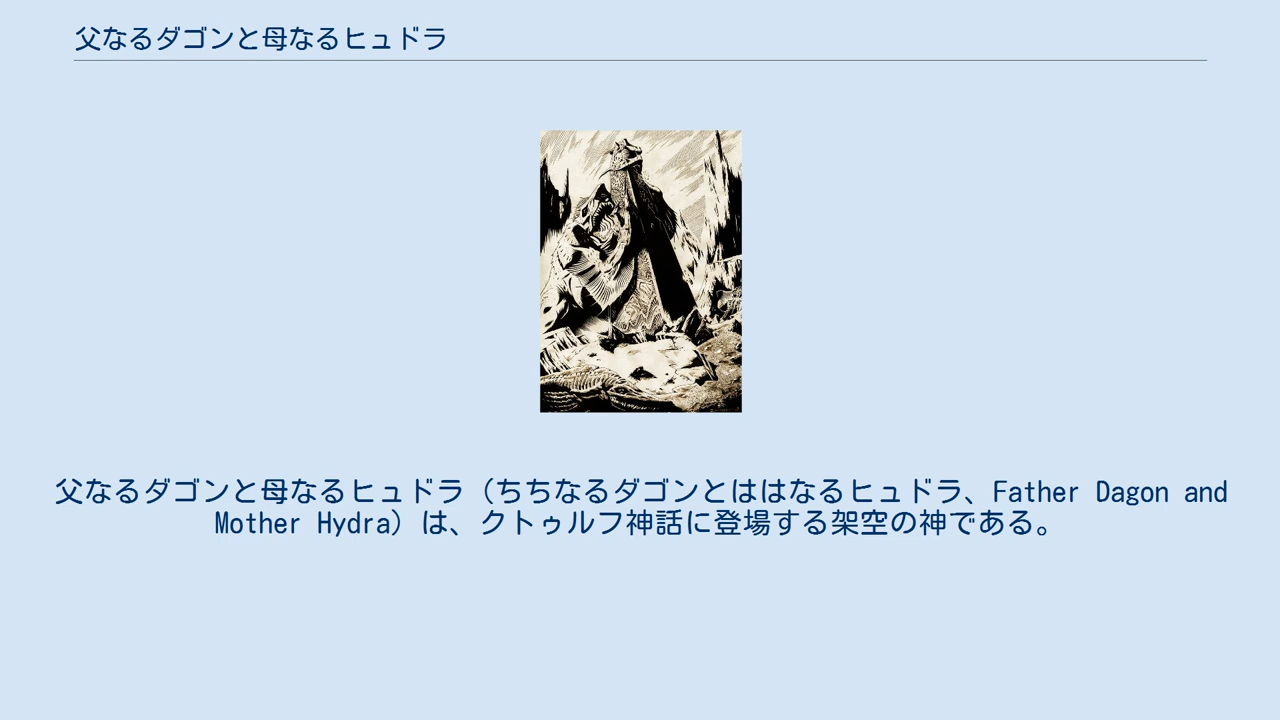 父なるダゴンと母なるヒュドラ
父なるダゴンと母なるヒュドラ（ちちなるダゴンとははなるヒュドラ、Father Dagon and
Mother Hydra）は、クトゥルフ神話に登場する架空の神である。